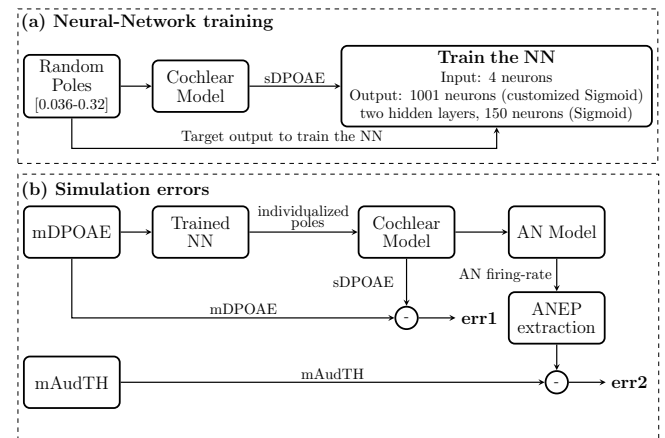 (a) Neural-Network training
Random
Poles
[0.036-0.32]
Cochlear
Model
sDPOAE
Train the NN
Input: 4 neurons
Output: 1001 neurons (customized Sigmoid)
two hidden layers, 150 neurons (Sigmoid)
Target output to train the NN
(b) Simulation errors
mDPOAE
Trained
NN
individualized
poles
Cochlear
Model
AN Model
sDPOAE
AN firing-rate
mDPOAE
-
err1
ANEP
extraction
mAudTH
mAudTH
-
err2